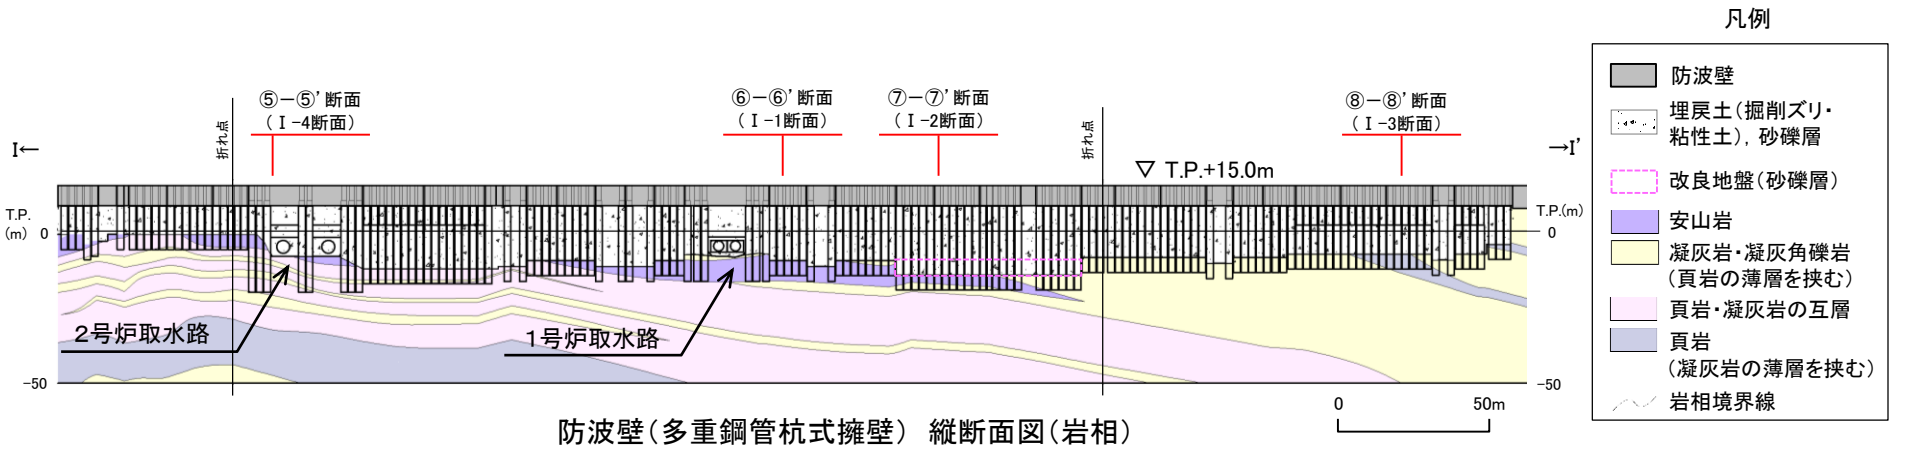 凡例
防波壁
埋戻土(掘削ズリ・
粘性土), 砂礫層
改良地盤(砂礫層)
安山岩
凝灰岩・凝灰角礫岩
(頁岩の薄層を挟む)
頁岩・凝灰岩の互層
頁岩
(凝灰岩の薄層を挟む)
岩相境界線
⑤-⑤'断面
(Ⅰ-4断面)
⑥-⑥'断面
(Ⅰ-1断面)
⑦-⑦'断面
(Ⅰ-2断面)
⑧-⑧'断面
(Ⅰ-3断面)
折れ点
折れ点
I←
→I'
▽ T.P.+15.0m
T.P.
(m)
0
-50
T.P.(m)
0
-50
2号炉取水路
1号炉取水路
0 50m
防波壁(多重鋼管杭式擁壁) 縦断面図(岩相)